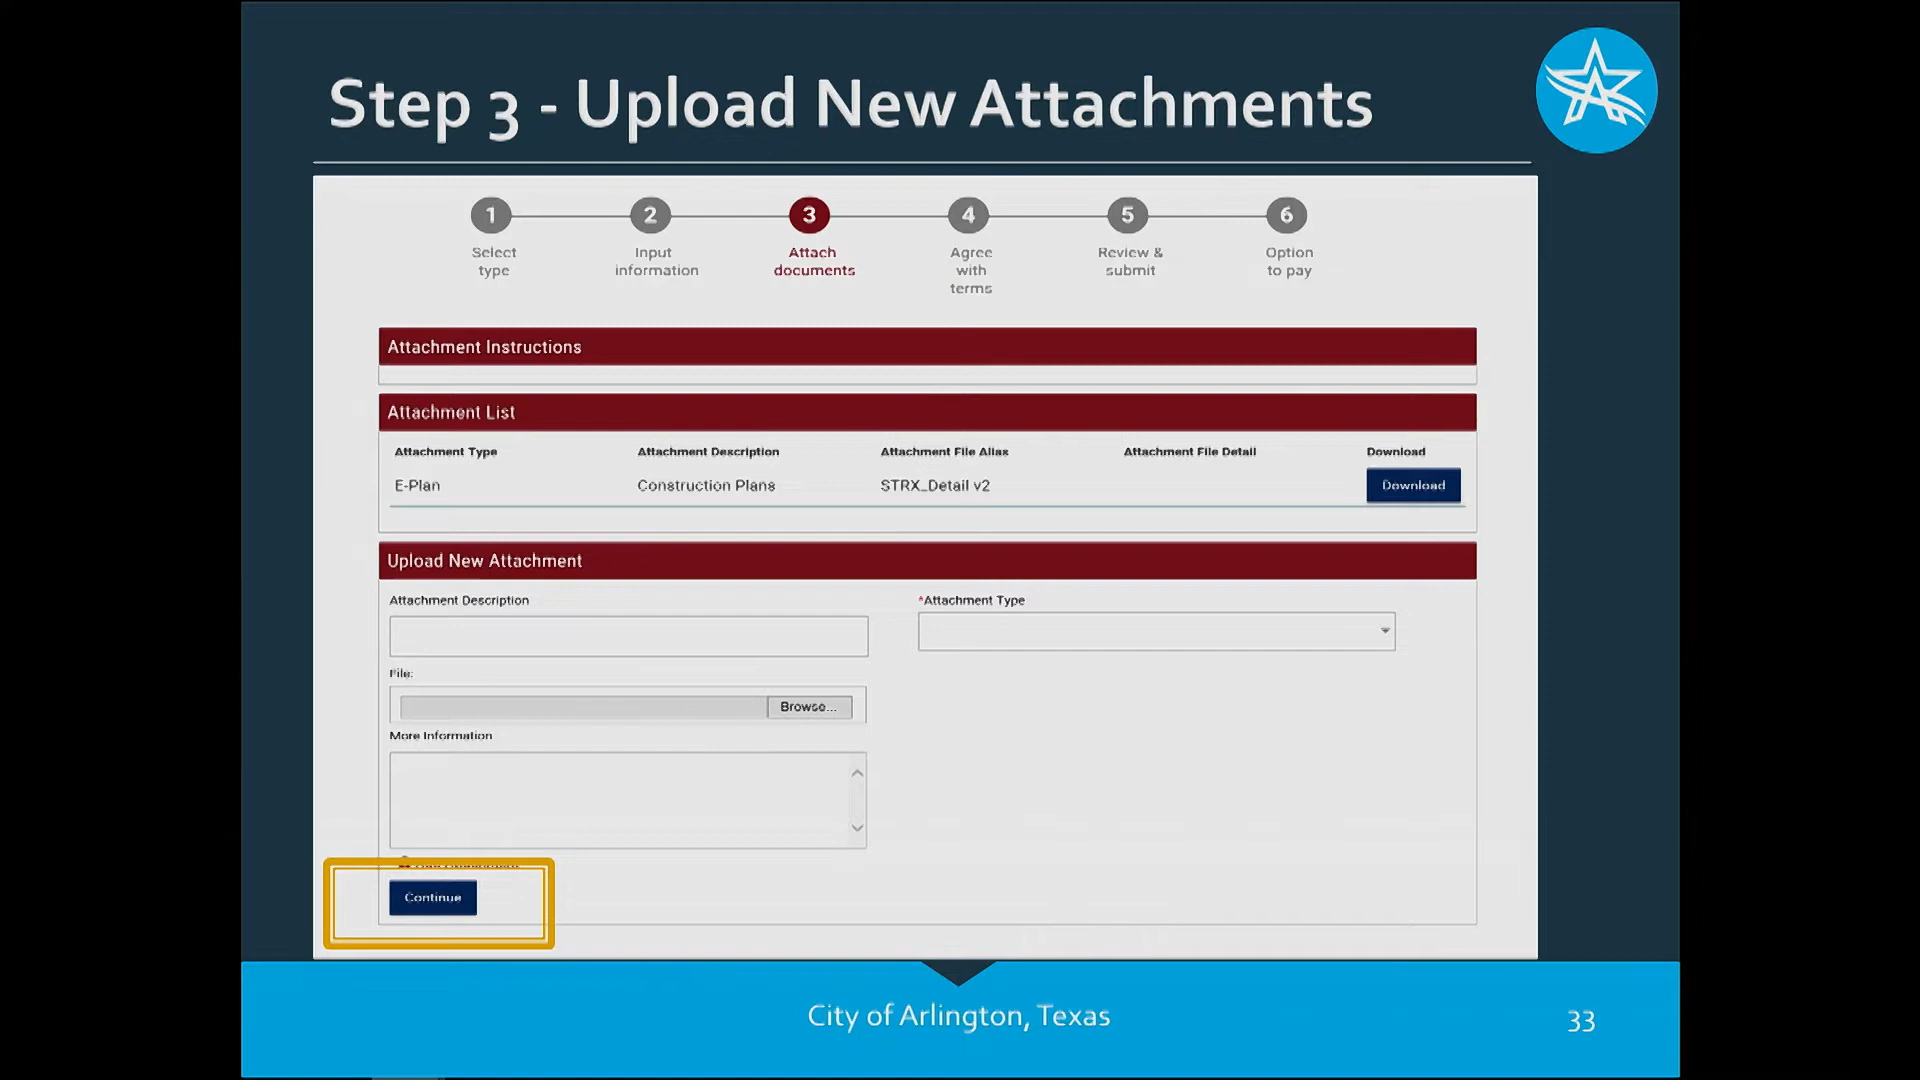 Step 3 - Upload New Attachments
1 2 3 4 5 6
Select type
Input information
Attach documents
Agree with terms
Review & submit
Option to pay
Attachment Instructions
Attachment List
Attachment Type Attachment Description Attachment File Alias Attachment File Detail Download
E-Plan Construction Plans STRX_Detail v2 Download
Upload New Attachment
Attachment Description *Attachment Type
File:
Browse...
More Information
Continue
City of Arlington, Texas
33